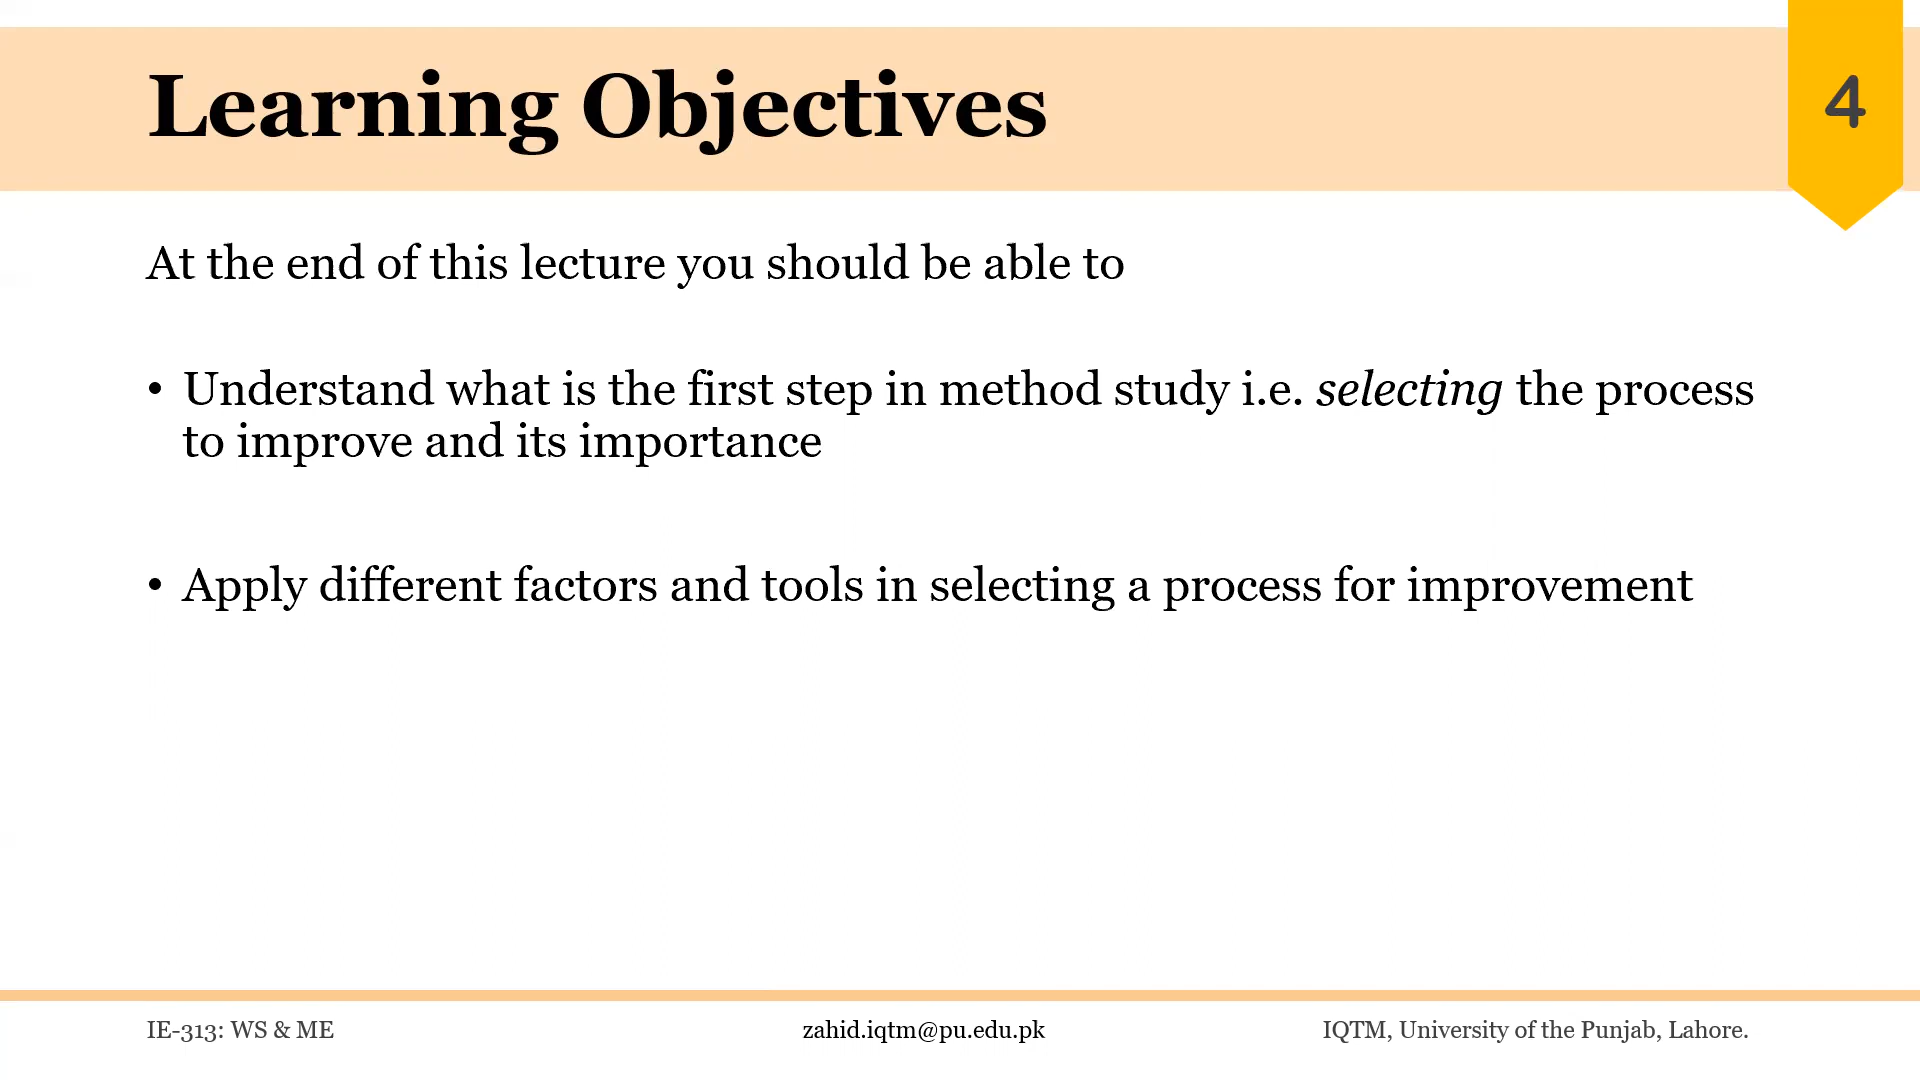 Learning Objectives
4
At the end of this lecture you should be able to
• Understand what is the first step in method study i.e. selecting the process
to improve and its importance
• Apply different factors and tools in selecting a process for improvement
IE-313: WS & ME
zahid.iqtm@pu.edu.pk
IQTM, University of the Punjab, Lahore.